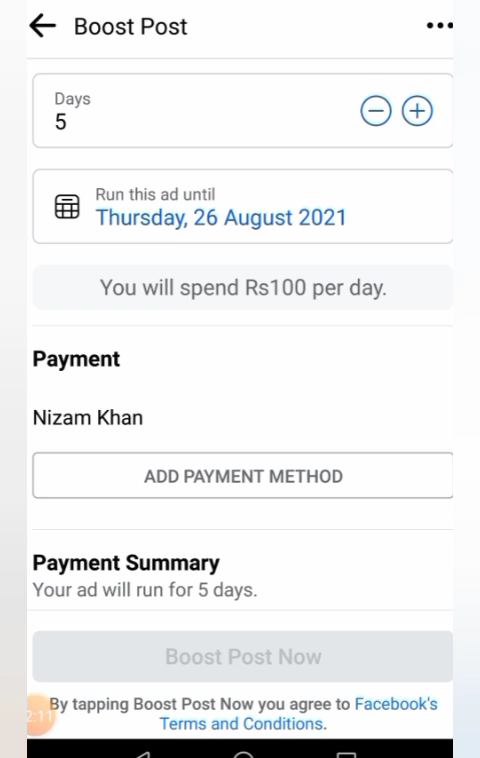 Boost Post
Days
5
Run this ad until
Thursday, 26 August 2021
You will spend Rs100 per day.
Payment
Nizam Khan
ADD PAYMENT METHOD
Payment Summary
Your ad will run for 5 days.
Boost Post Now
By tapping Boost Post Now you agree to Facebook's
Terms and Conditions.
2:11